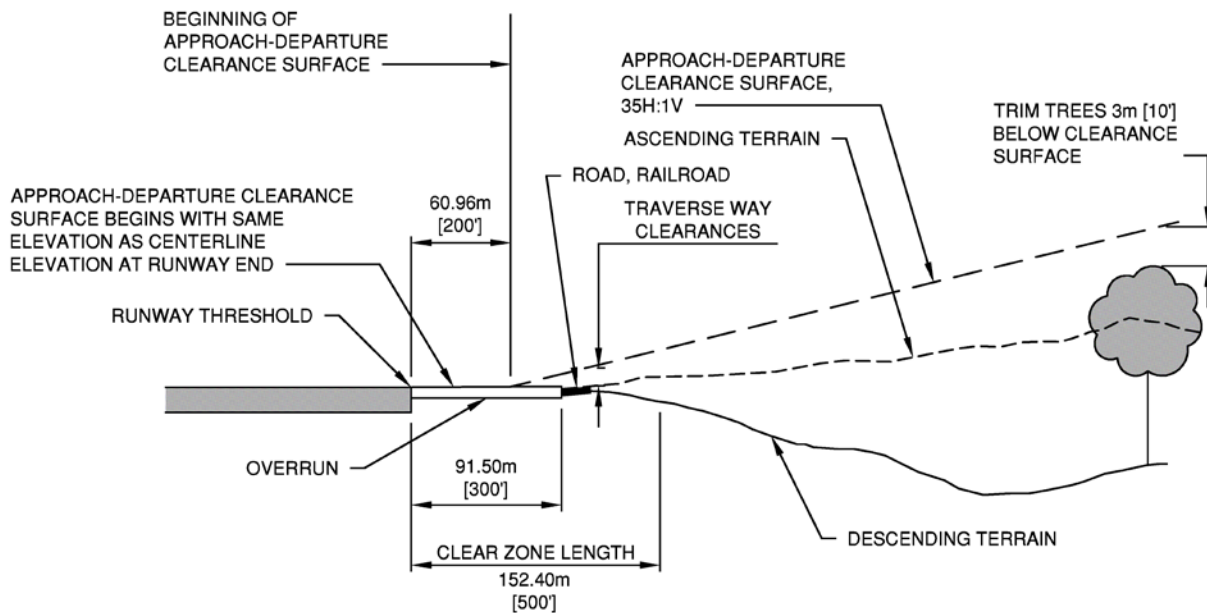 BEGINNING OF
APPROACH-DEPARTURE
CLEARANCE SURFACE
APPROACH-DEPARTURE
CLEARANCE SURFACE,
35H:1V
ASCENDING TERRAIN
TRIM TREES 3m [10']
BELOW CLEARANCE
SURFACE
ROAD, RAILROAD
APPROACH-DEPARTURE CLEARANCE
SURFACE BEGINS WITH SAME
ELEVATION AS CENTERLINE
ELEVATION AT RUNWAY END
60.96m
[200']
TRAVERSE WAY
CLEARANCES
RUNWAY THRESHOLD
OVERRUN
91.50m
[300']
DESCENDING TERRAIN
CLEAR ZONE LENGTH
152.40m
[500']